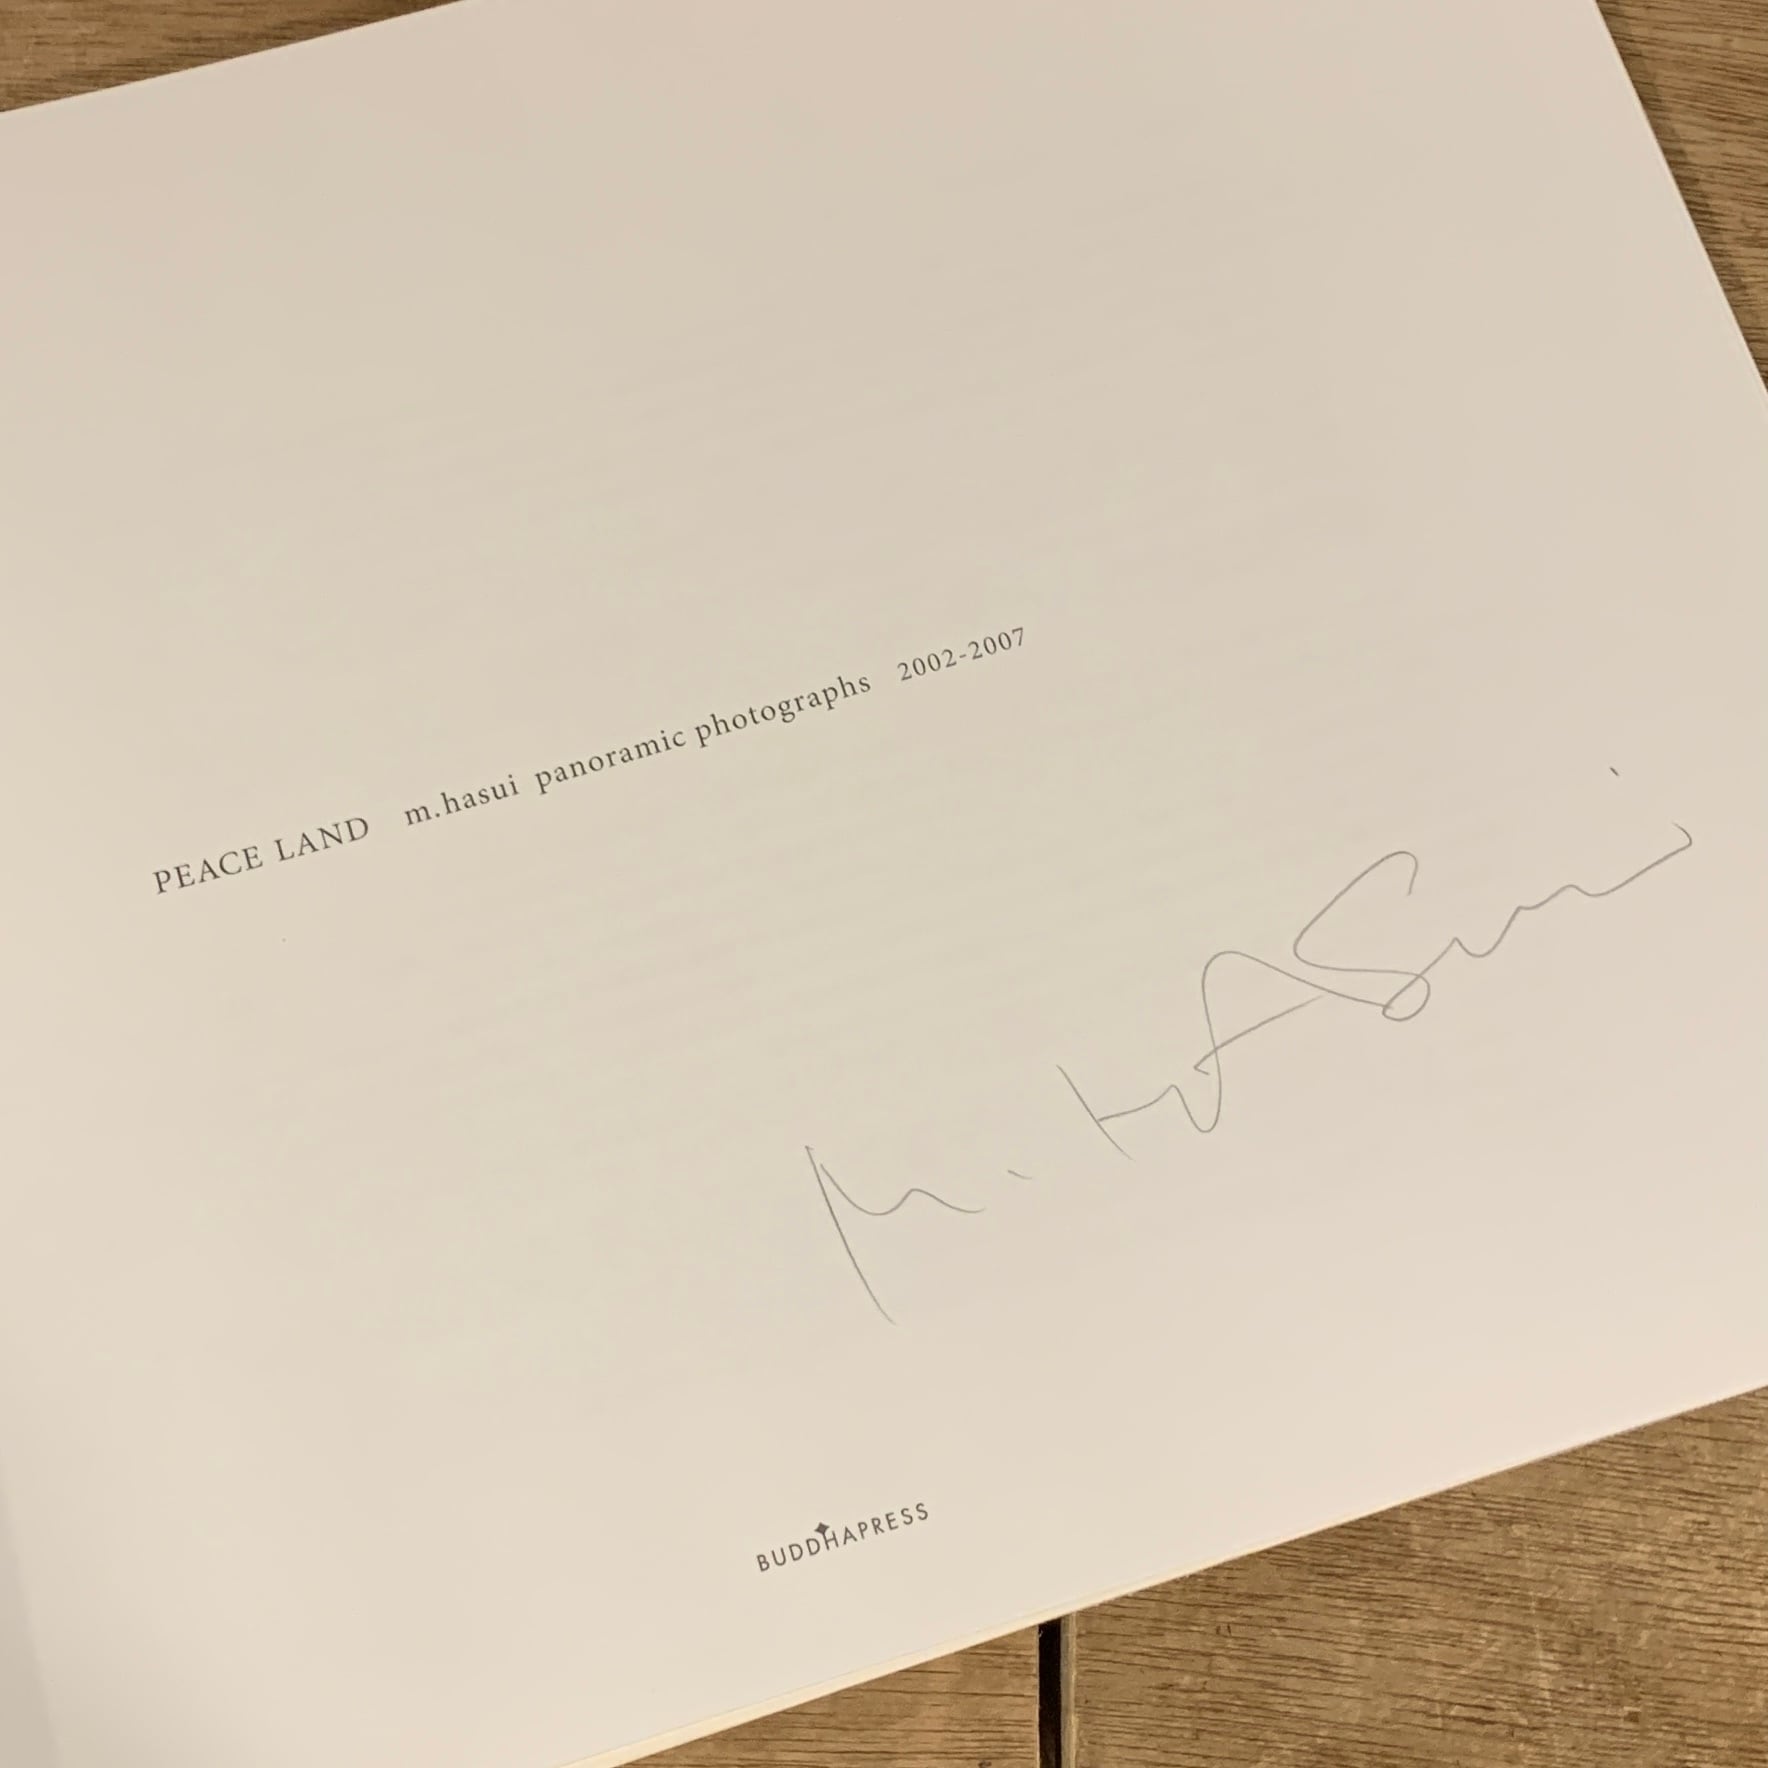 PEACE LAND m.hasui panoramic photographs 2002-2007
M. HASui
BUDDHAPRESS